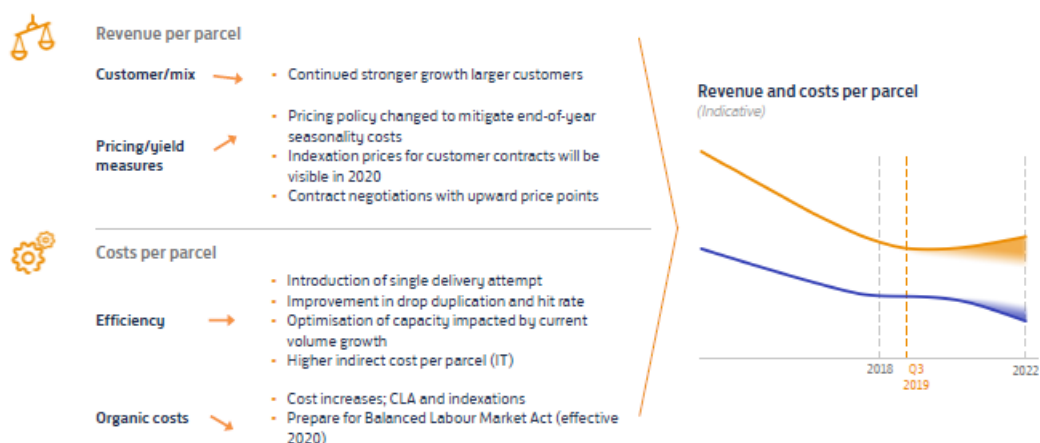 Revenue per parcel
Customer/mix
• Continued stronger growth larger customers
Pricing/yield
measures
• Pricing policy changed to mitigate end-of-year
seasonality costs
• Indexation prices for customer contracts will be
visible in 2020
• Contract negotiations with upward price points
Costs per parcel
Efficiency
• Introduction of single delivery attempt
• Improvement in drop duplication and hit rate
• Optimisation of capacity impacted by current
volume growth
• Higher indirect cost per parcel (IT)
Organic costs
• Cost increases; CLA and indexations
• Prepare for Balanced Labour Market Act (effective
2020)
Revenue and costs per parcel
(Indicative)
2018
Q3
2019
2022